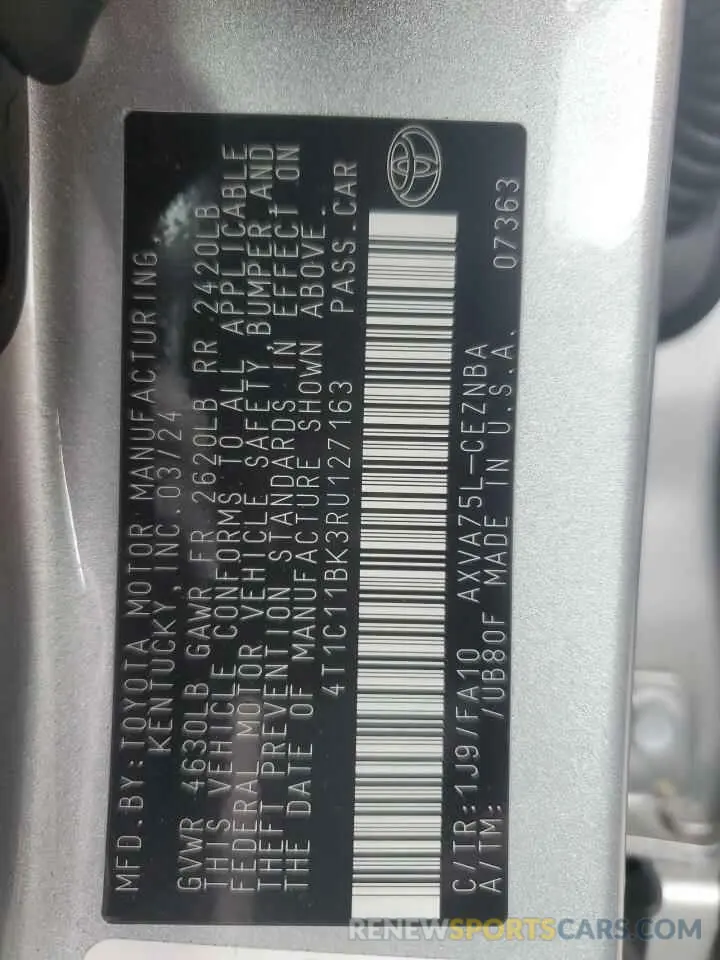 MFD.BY:TOYOTA MOTOR MANUFACTURING,
KENTUCKY, INC.03/24
GVWR 4630LB GAWR FR 2620LB RR 2420LB
THIS VEHICLE CONFORMS TO ALL APPLICABLE
FEDERAL MOTOR VEHICLE SAFETY, BUMPER, AND
THEFT PREVENTION STANDARDS IN EFFECT ON
THE DATE OF MANUFACTURE SHOWN ABOVE.
4T1C11BK3RU127163 PASS.CAR
C/TR:1J9/FA10 AXVA75L-CEZNBA
A/TM: /UB80F MADE IN U.S.A. 07363
RENEWSPORTSCARS.COM